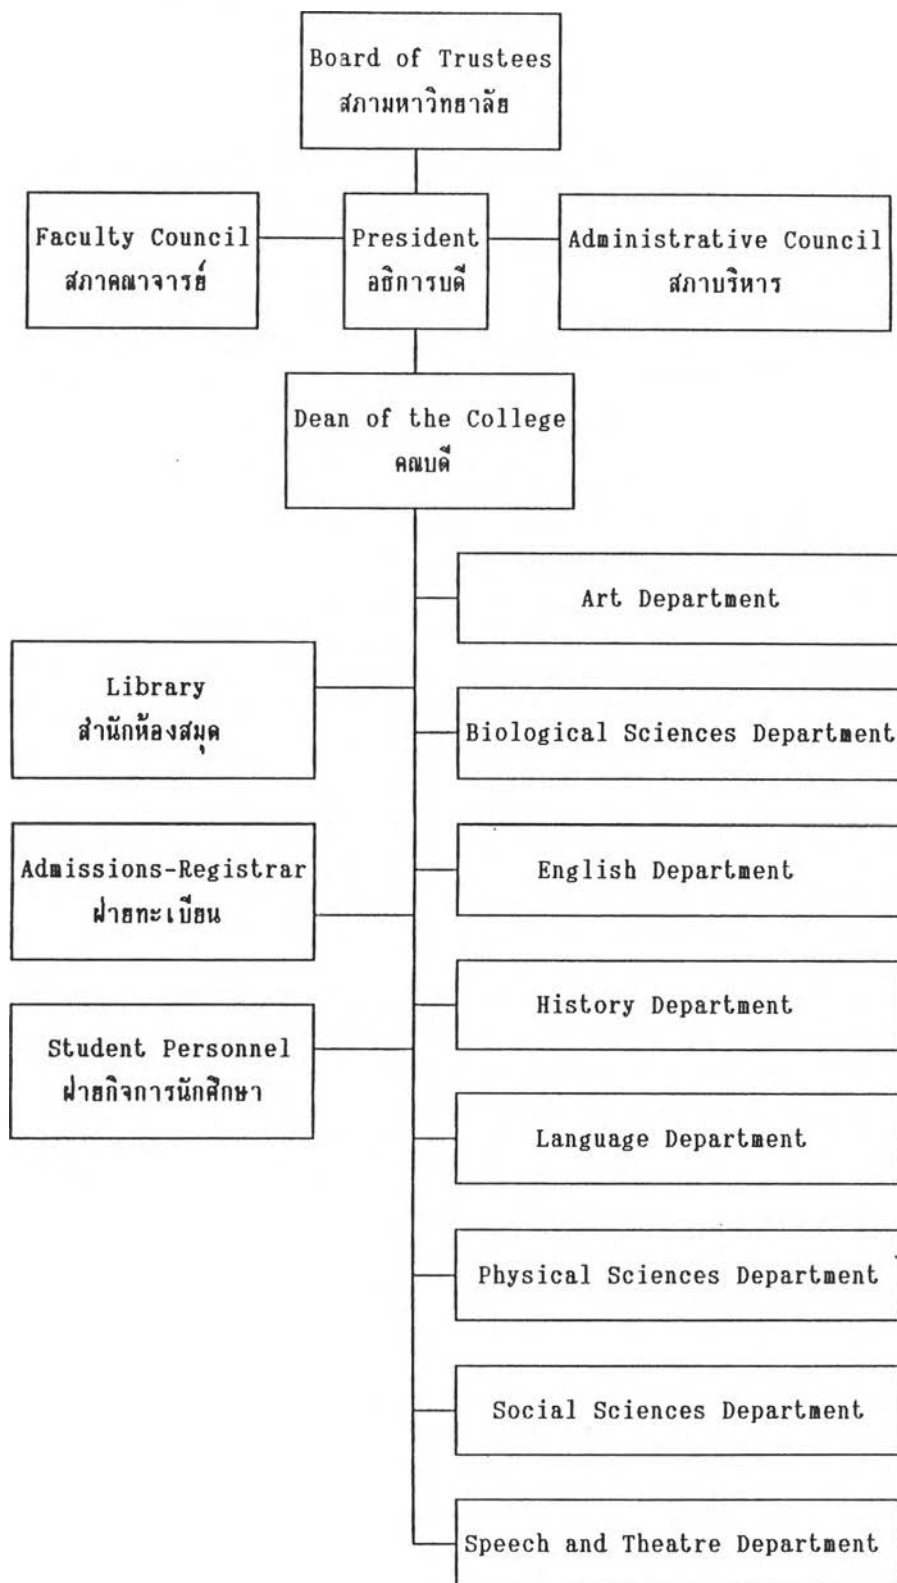 Board of Trustees
สภามหาวิทยาลัย
Faculty Council
สภาคณาจารย์
President
อธิการบดี
Administrative Council
สภาบริหาร
Dean of the College
คณบดี
Art Department
Library
สำนักห้องสมุด
Biological Sciences Department
Admissions-Registrar
ฝ่ายทะเบียน
English Department
History Department
Student Personnel
ฝ่ายกิจการนักศึกษา
Language Department
Physical Sciences Department
Social Sciences Department
Speech and Theatre Department